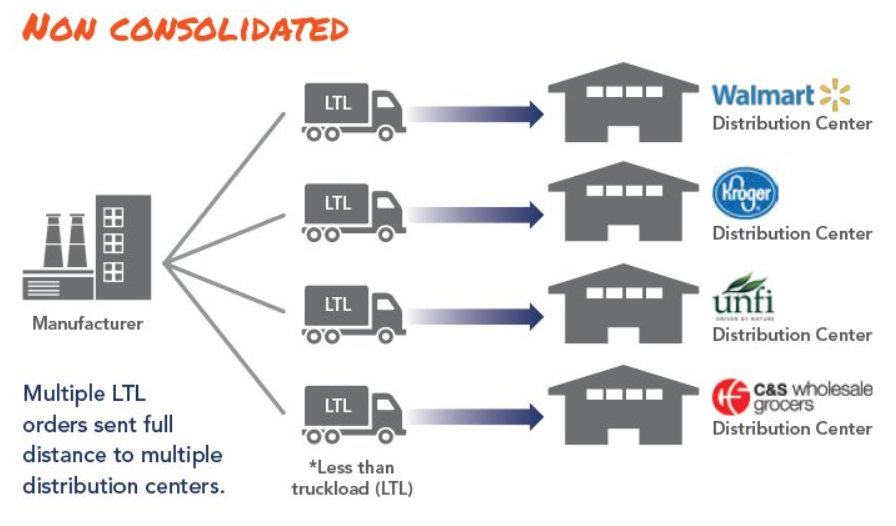 Non consolidated
LTL
Walmart
Distribution Center
LTL
Kroger
Distribution Center
Manufacturer
LTL
unfi
DRIVEN BY NATURE
Distribution Center
Multiple LTL
orders sent full
distance to multiple
distribution centers.
LTL
C&S wholesale
grocers
Distribution Center
*Less than
truckload (LTL)